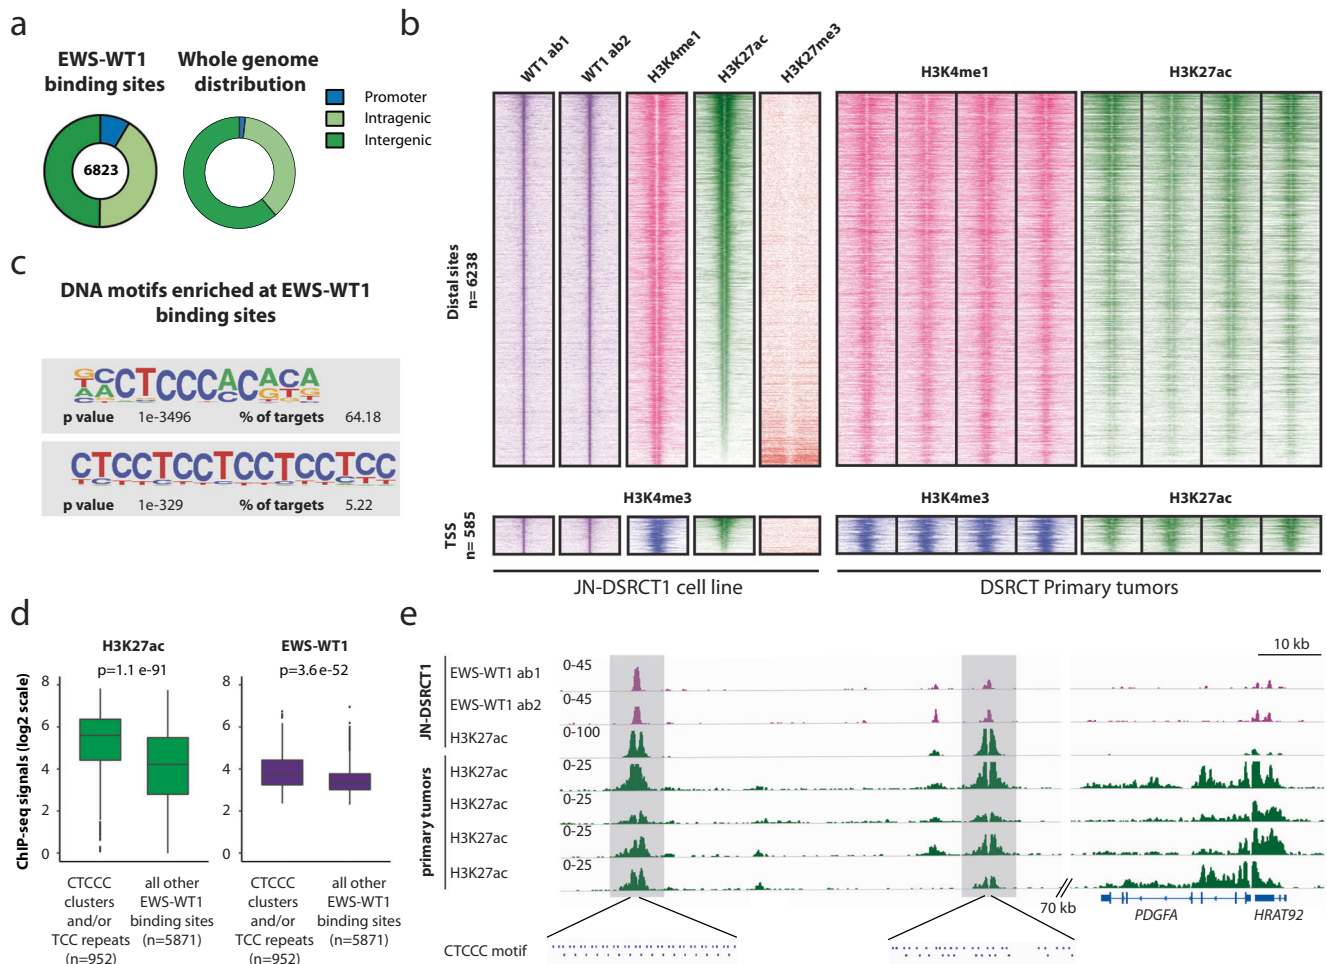 a
EWS-WT1
binding sites
Whole genome
distribution
6823
Promoter
Intragenic
Intergenic
b
WT1 ab1
WT1 ab2
H3K4me1
H3K27ac
H3K27me3
H3K4me1
H3K27ac
Distal sites
n= 6238
H3K4me3
H3K4me3
H3K27ac
TSS
n= 585
JN-DSRCT1 cell line
DSRCT Primary tumors
c
DNA motifs enriched at EWS-WT1
binding sites
CTCCCACACA
p value 1e-3496 % of targets 64.18
CTCCTCCTCCTCCTCC
p value 1e-329 % of targets 5.22
d
H3K27ac
p=1.1 e-91
EWS-WT1
p=3.6e-52
ChIP-seq signals (log2 scale)
8
6
4
2
0
8
6
4
2
0
CTCCC
clusters
and/or
TCC repeats
(n=952)
all other
EWS-WT1
binding sites
(n=5871)
CTCCC
clusters
and/or
TCC repeats
(n=952)
all other
EWS-WT1
binding sites
(n=5871)
e
10 kb
JN-DSRCT1
EWS-WT1 ab1
0-45
EWS-WT1 ab2
0-45
H3K27ac
0-100
primary tumors
H3K27ac
0-25
H3K27ac
0-25
H3K27ac
0-25
H3K27ac
0-25
70 kb
PDGFA
HRAT92
CTCCC motif